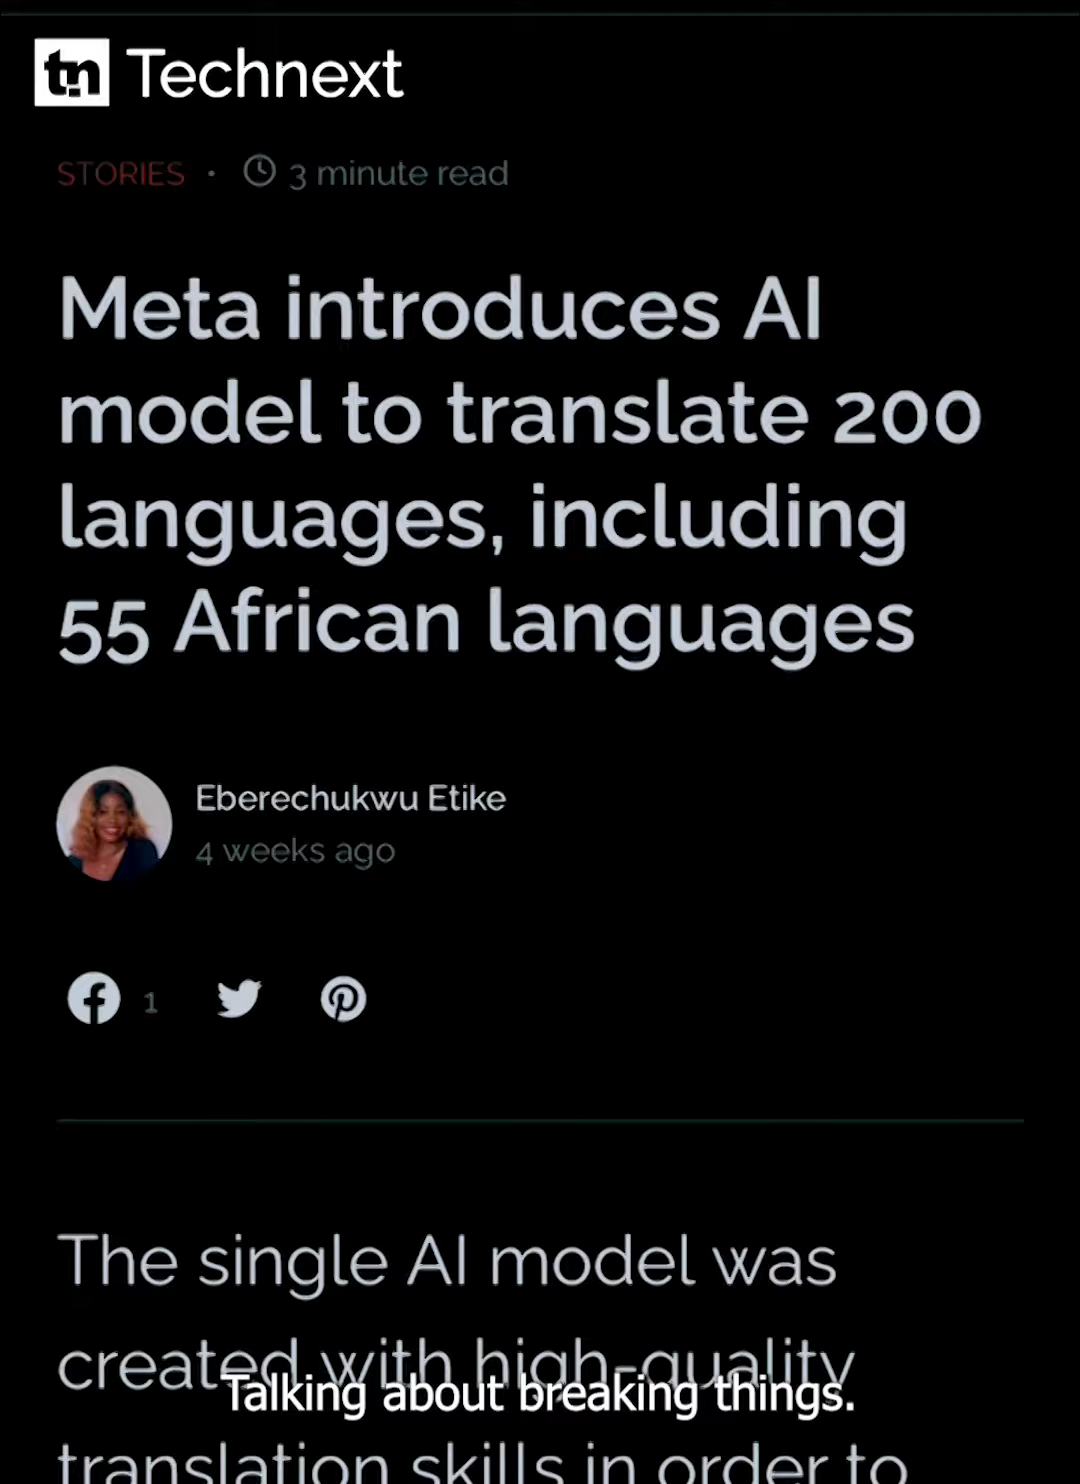 tn Technext
STORIES · 3 minute read
Meta introduces AI
model to translate 200
languages, including
55 African languages
Eberechukwu Etike
4 weeks ago
1
The single AI model was
created with high-quality
Talking about breaking things.
translation skills in order to